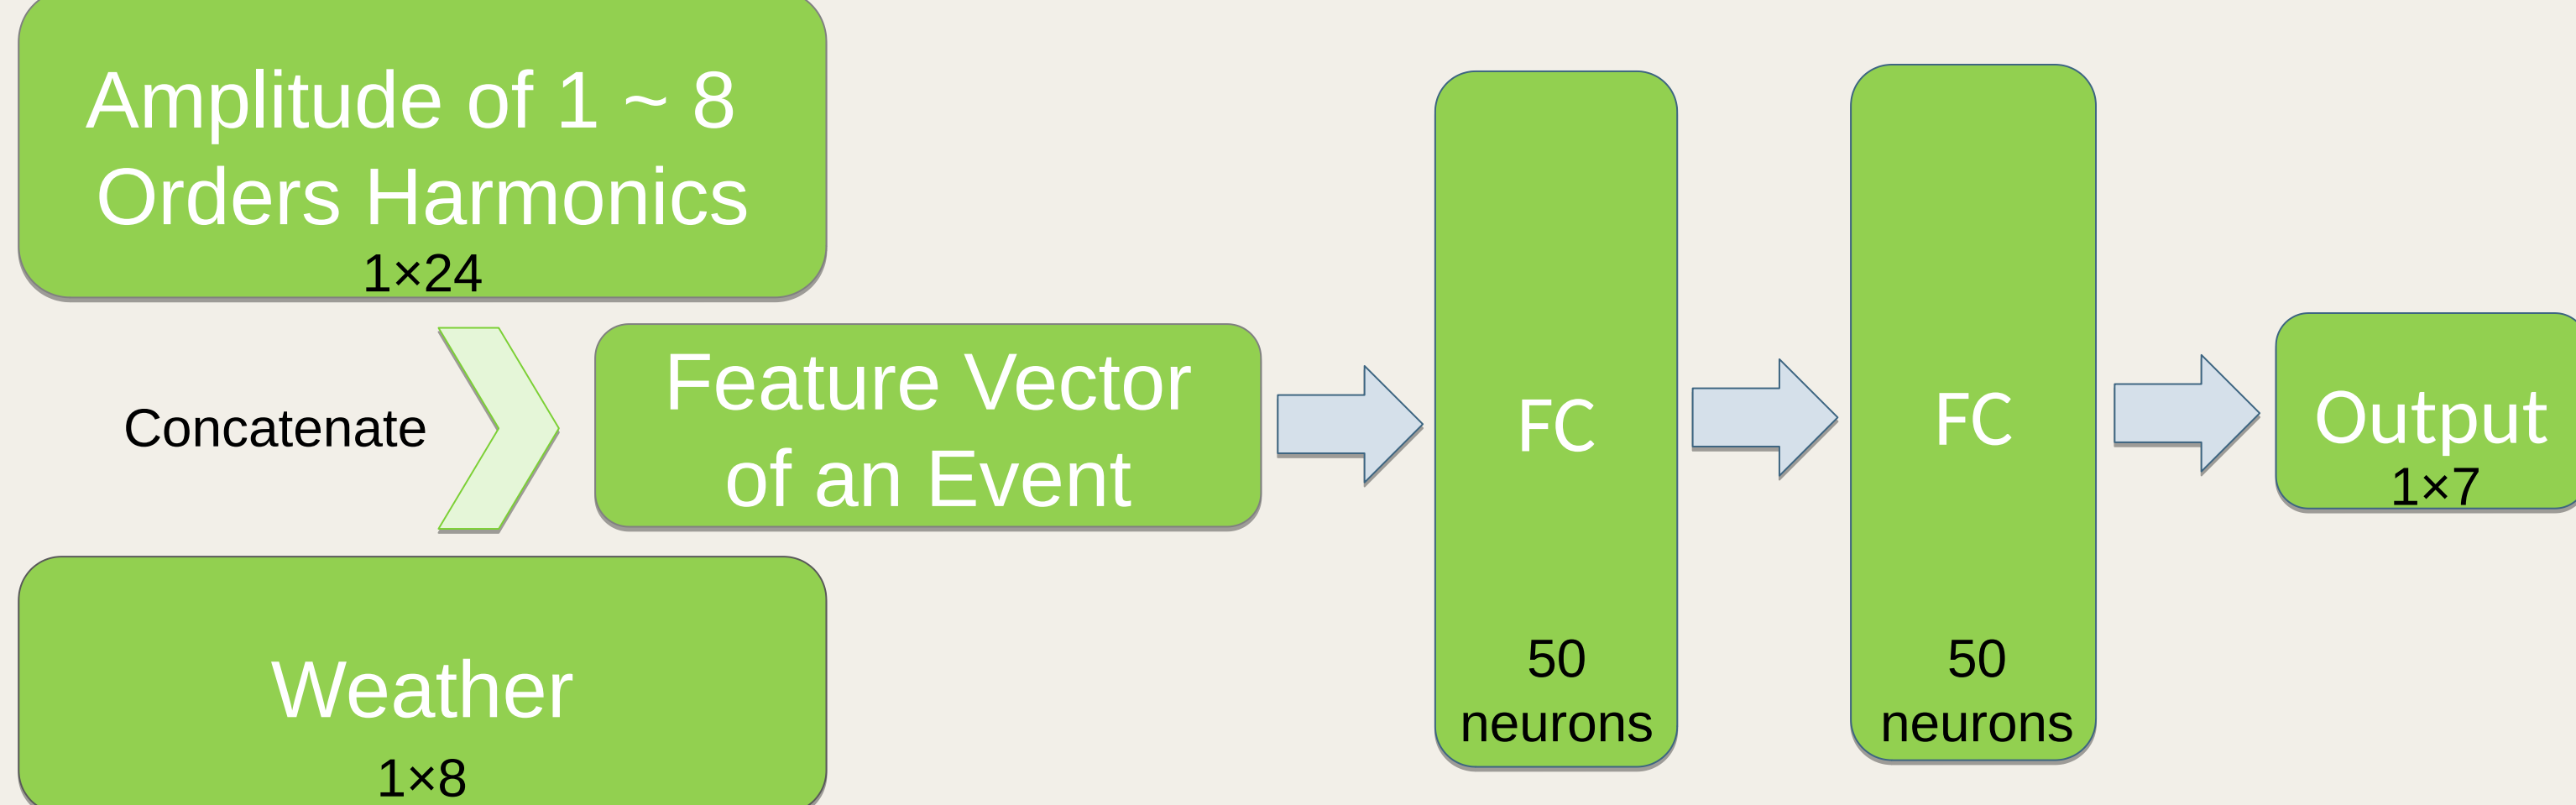 Amplitude of 1 ~ 8
Orders Harmonics
1×24
Concatenate
Feature Vector
of an Event
Weather
1×8
FC
50
neurons
FC
50
neurons
Output
1×7